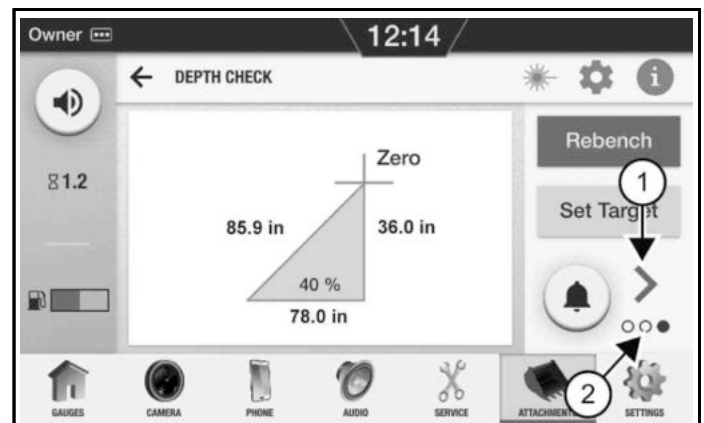 Owner
12:14
DEPTH CHECK
i
1.2
Rebench
Set Target
Zero
85.9 in
36.0 in
40 %
78.0 in
1
2
GAUGES
CAMERA
PHONE
AUDIO
SERVICE
ATTACHMENTS
SETTINGS